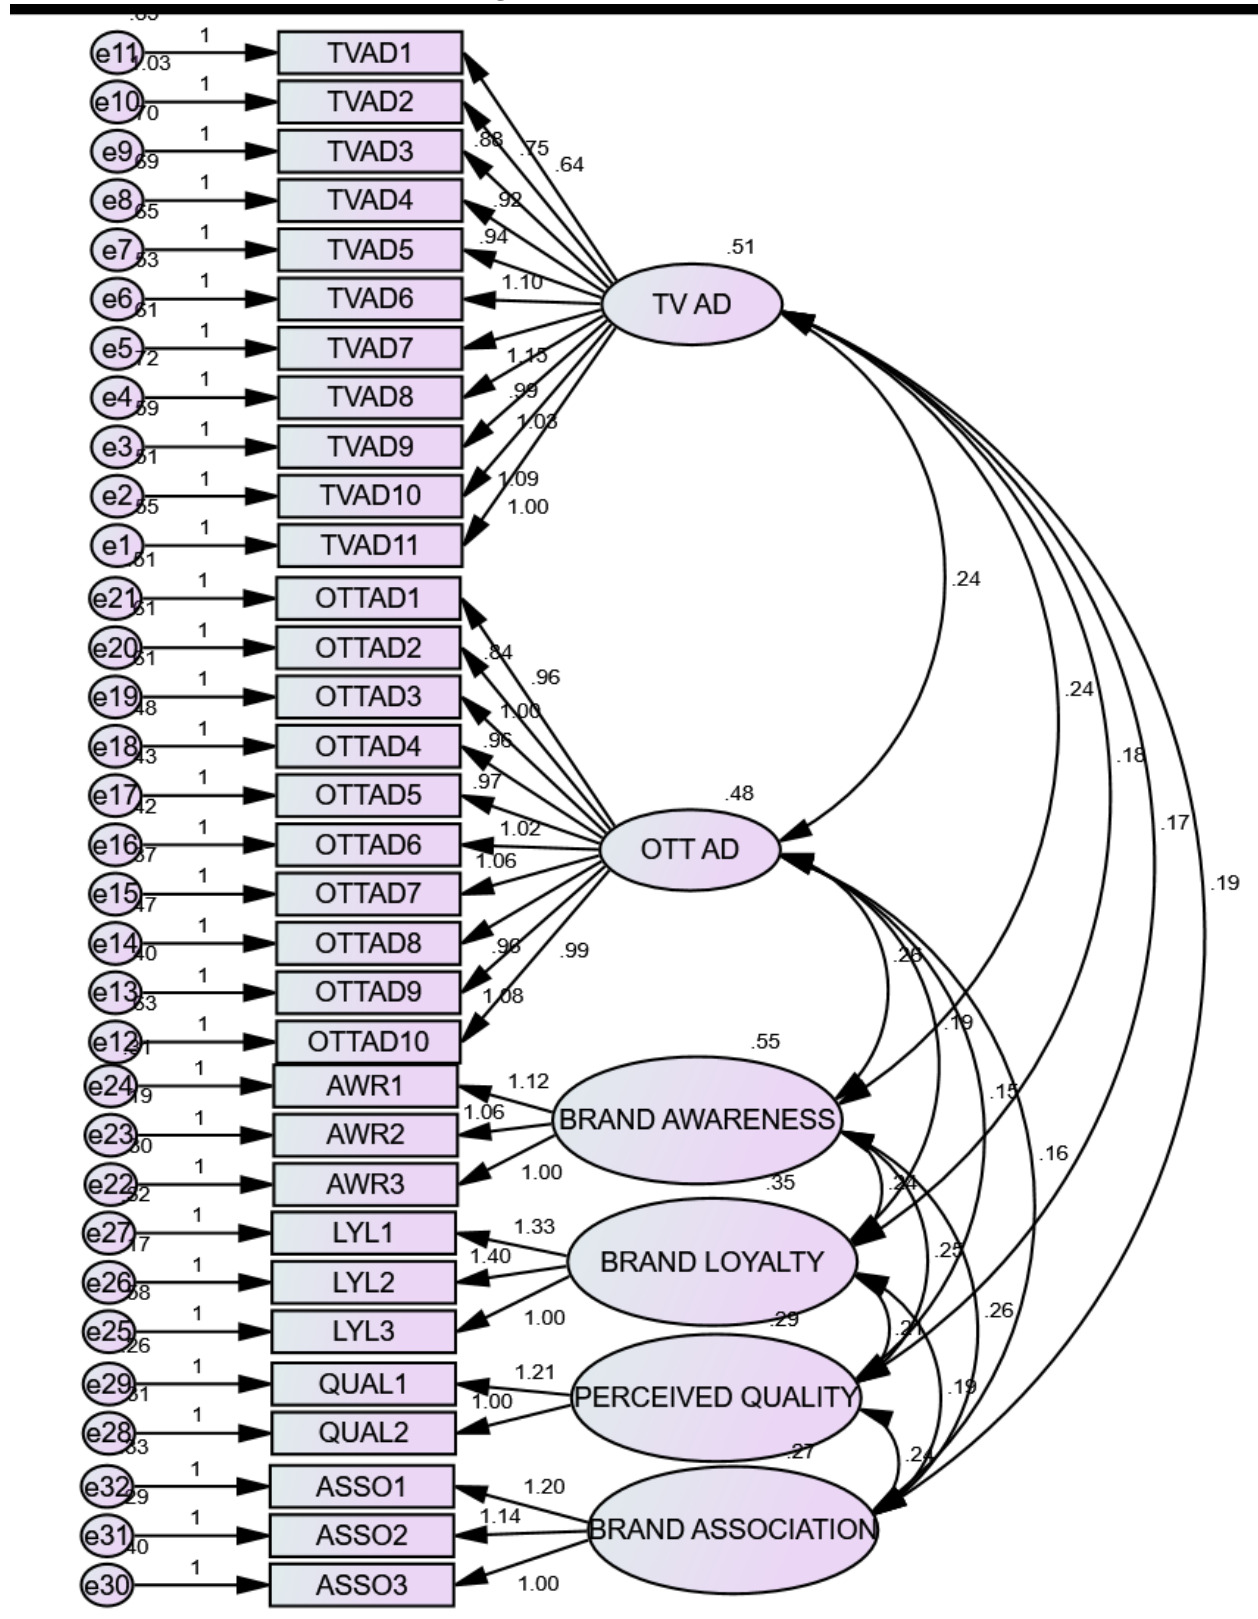 1
e11 TVAD1
1.03
1
e10 TVAD2
.70
1
e9 TVAD3
.69
1
e8 TVAD4
.65
1
e7 TVAD5
.53
1
e6 TVAD6
.61
1
e5 TVAD7
.72
1
e4 TVAD8
.59
1
e3 TVAD9
.51
1
e2 TVAD10
.55
1
e1 TVAD11
.51
.88 .75
.64
.92
.94
1.10
1.15
.99
1.03
1.09
1.00
.51
TV AD
1
e21 OTTAD1
.61
1
e20 OTTAD2
.61
1
e19 OTTAD3
.48
1
e18 OTTAD4
.43
1
e17 OTTAD5
.42
1
e16 OTTAD6
.37
1
e15 OTTAD7
.47
1
e14 OTTAD8
.40
1
e13 OTTAD9
1
e12 OTTAD10
.84
.96
1.00
.96
.97
1.02
1.06
.96 .99
1.08
.48
OTT AD
1
e24 AWR1
.19
1
e23 AWR2
.30
1
e22 AWR3
1.12
1.06
1.00
.55
BRAND AWARENESS
1
e27 LYL1
.17
1
e26 LYL2
.58
1
e25 LYL3
.26
1.33
1.40
1.00
.35
BRAND LOYALTY
1
e29 QUAL1
.31
1
e28 QUAL2
.33
1.21
1.00
.29
PERCEIVED QUALITY
1
e32 ASSO1
.29
1
e31 ASSO2
.40
1
e30 ASSO3
1.20
1.14
1.00
.27
BRAND ASSOCIATION
.24
.24
.18
.17
.19
.26
.19
.15
.16
.24
.25
.26
.21
.19
.24